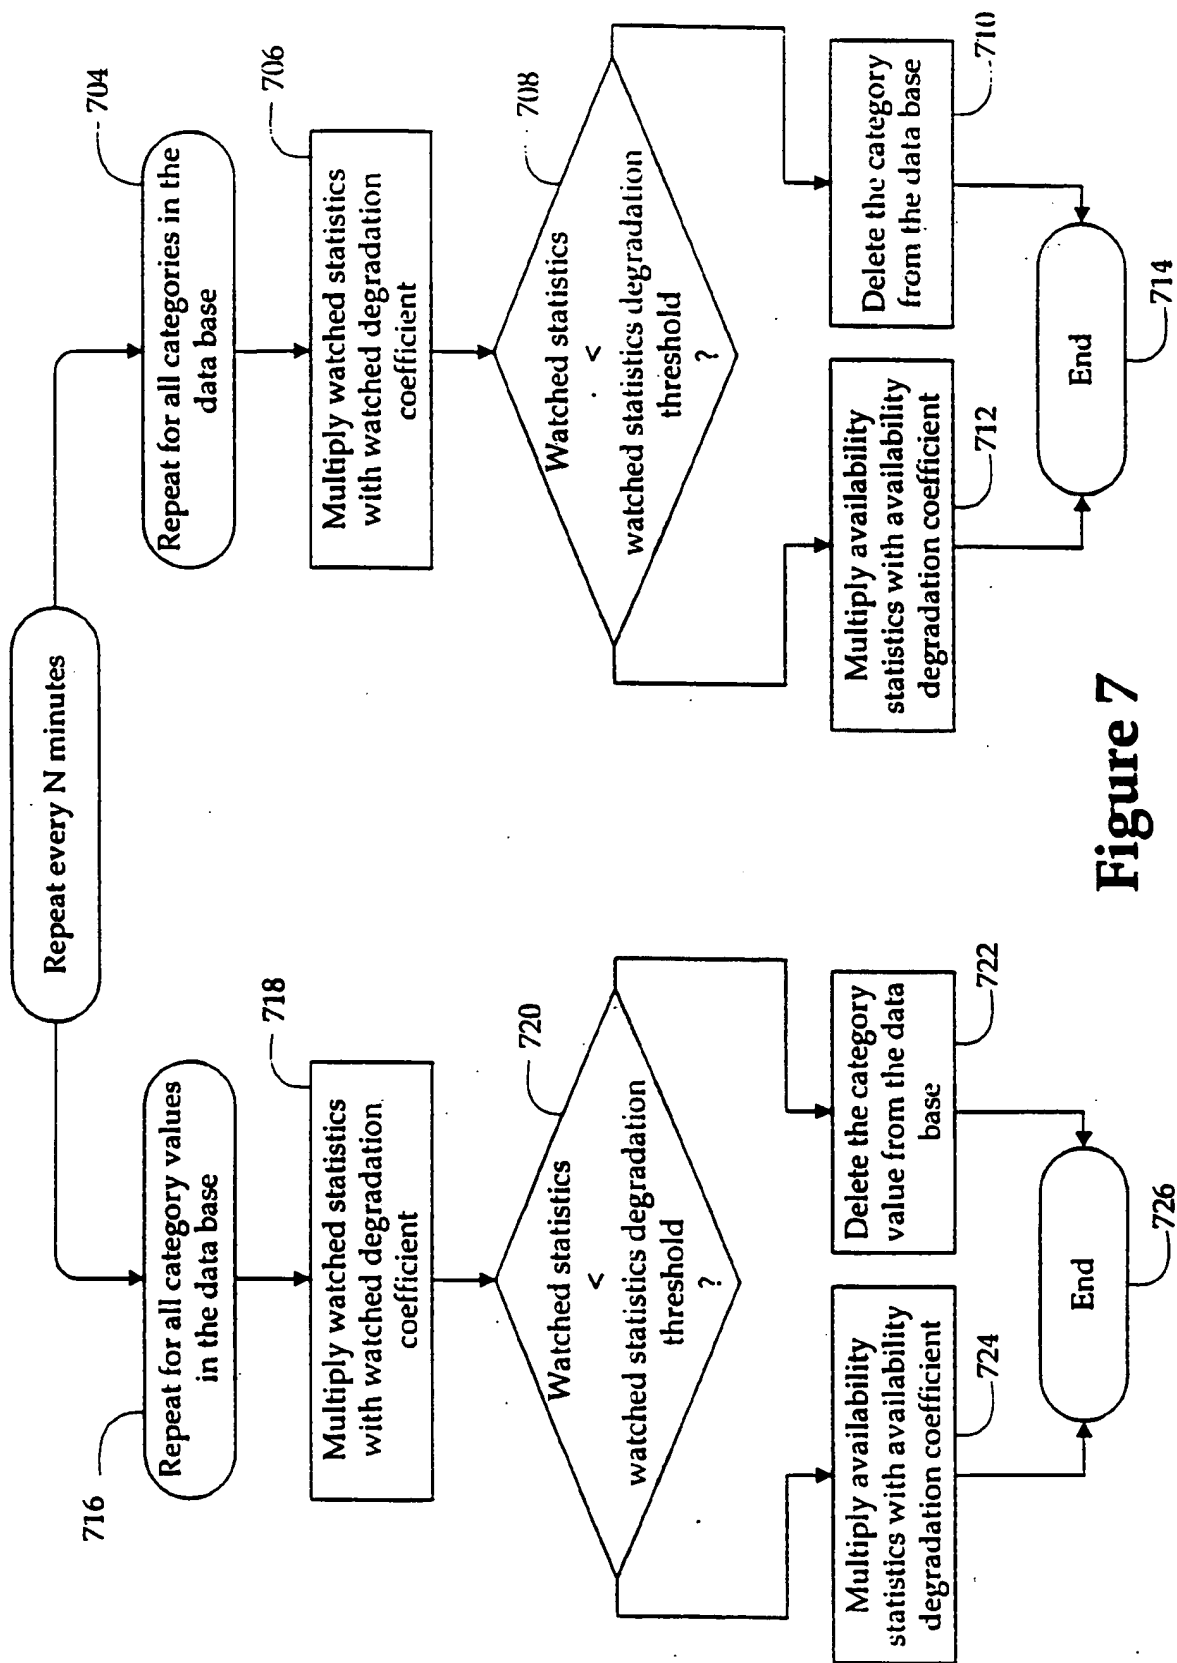 Repeat every N minutes
716
Repeat for all category values
in the data base
718
Multiply watched statistics
with watched degradation
coefficient
720
Watched statistics
<
watched statistics degradation
threshold
?
Multiply availability
statistics with availability
degradation coefficient
724
Delete the category
value from the data
base
722
End
726
704
Repeat for all categories in the
data base
706
Multiply watched statistics
with watched degradation
coefficient
708
Watched statistics
<
watched statistics degradation
threshold
?
Multiply availability
statistics with availability
degradation coefficient
712
Delete the category
from the data base
710
End
714
Figure 7